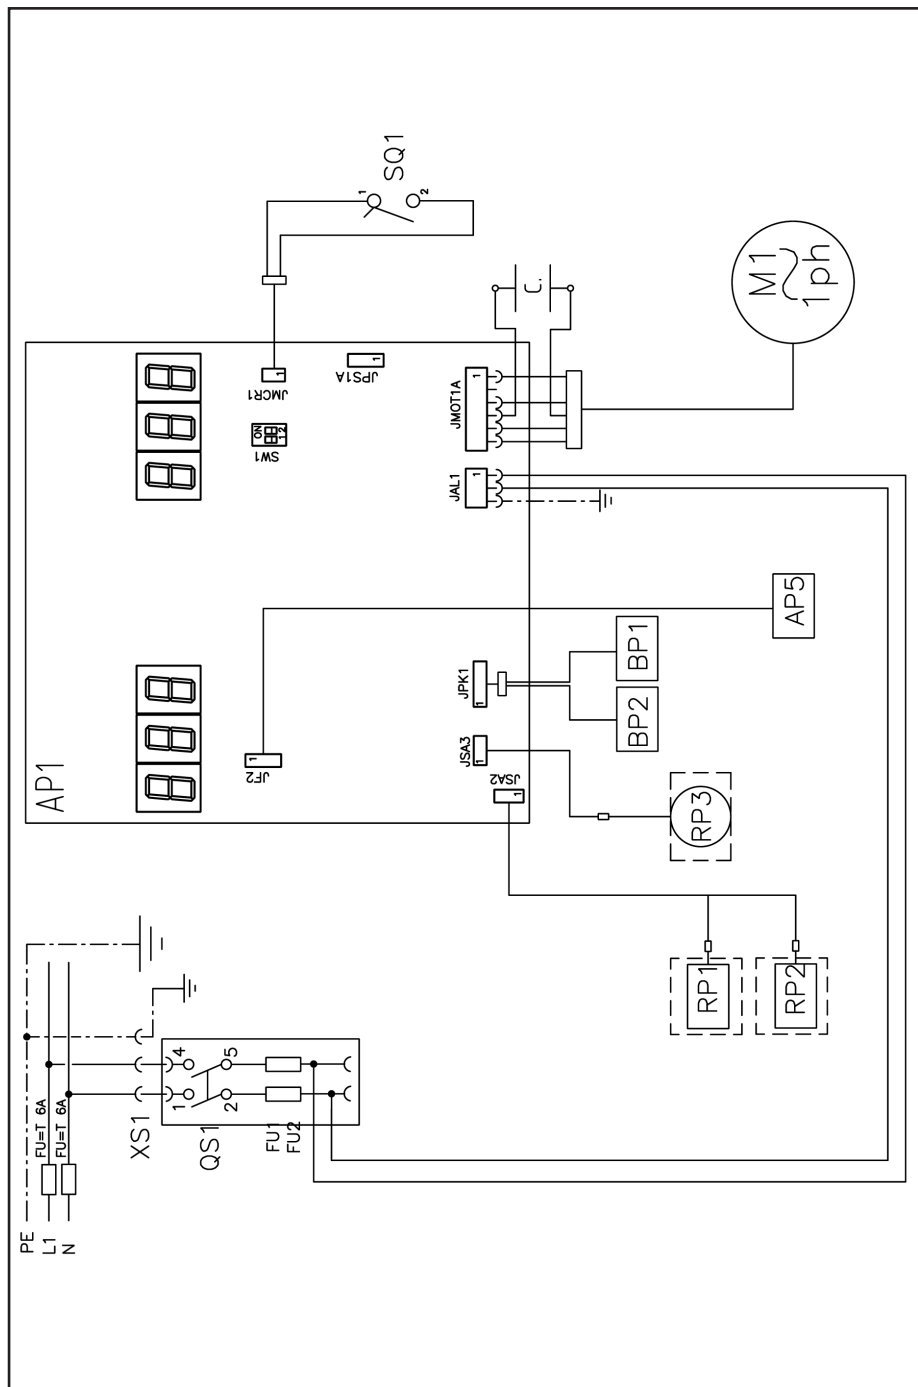 PE
L1
N
FU=T 6A
FU=T 6A
XS1
QS1
1
2
4
5
FU1
FU2
AP1
JF2
1
JSA2
1
JSA3
1
JPK1
1
JAL1
1
JMOT1A
1
SW1
ON
1 2
JMCR1
1
JPS1A
1
SQ1
1
2
C.
M1
~
1ph
AP5
BP1
BP2
RP3
RP1
RP2